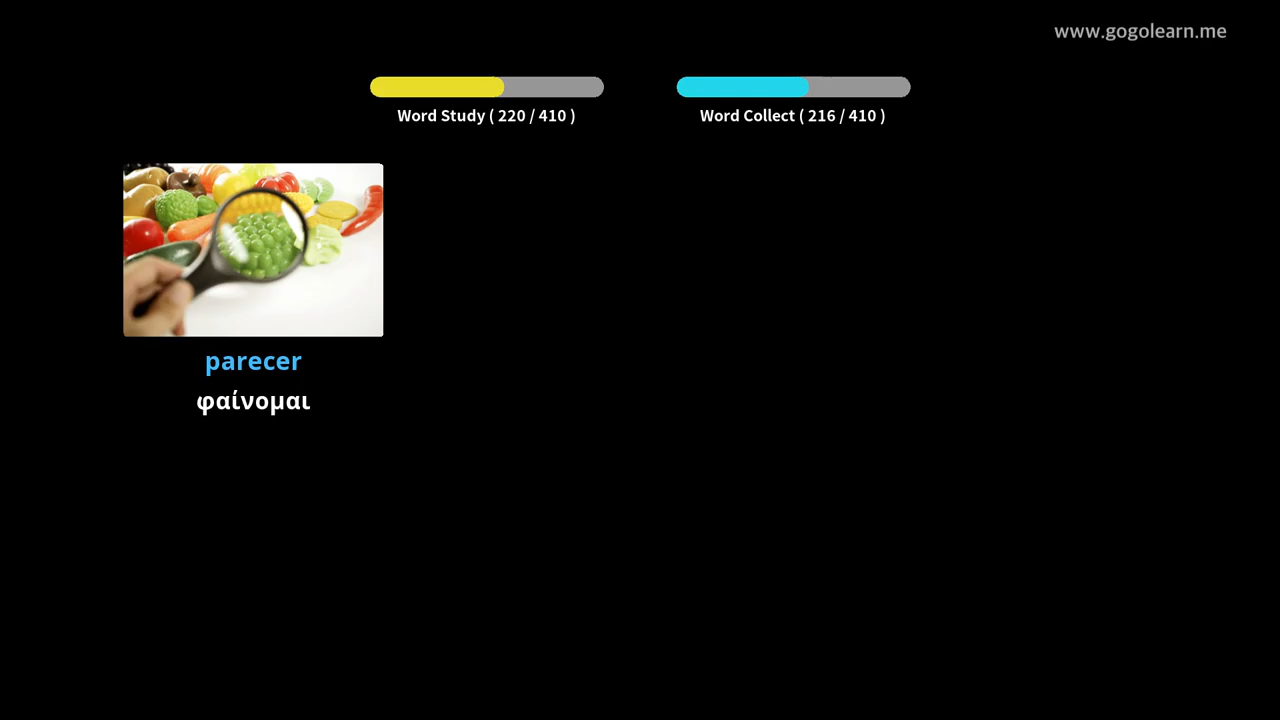 www.gogolearn.me
Word Study ( 220 / 410 )
Word Collect ( 216 / 410 )
parecer
φαίνομαι